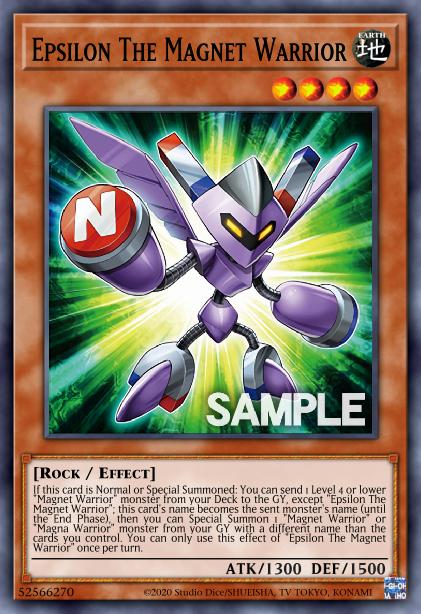 EPSILON THE MAGNET WARRIOR
EARTH
地
N
SAMPLE
[ROCK / EFFECT]
If this card is Normal or Special Summoned: You can send 1 Level 4 or lower
"Magnet Warrior" monster from your Deck to the GY, except "Epsilon The
Magnet Warrior"; this card's name becomes the sent monster's name (until
the End Phase), then you can Special Summon 1 "Magnet Warrior" or
"Magna Warrior" monster from your GY with a different name than the
cards you control. You can only use this effect of "Epsilon The Magnet
Warrior" once per turn.
ATK/1300 DEF/1500
52566270
©2020 Studio Dice/SHUEISHA, TV TOKYO, KONAMI